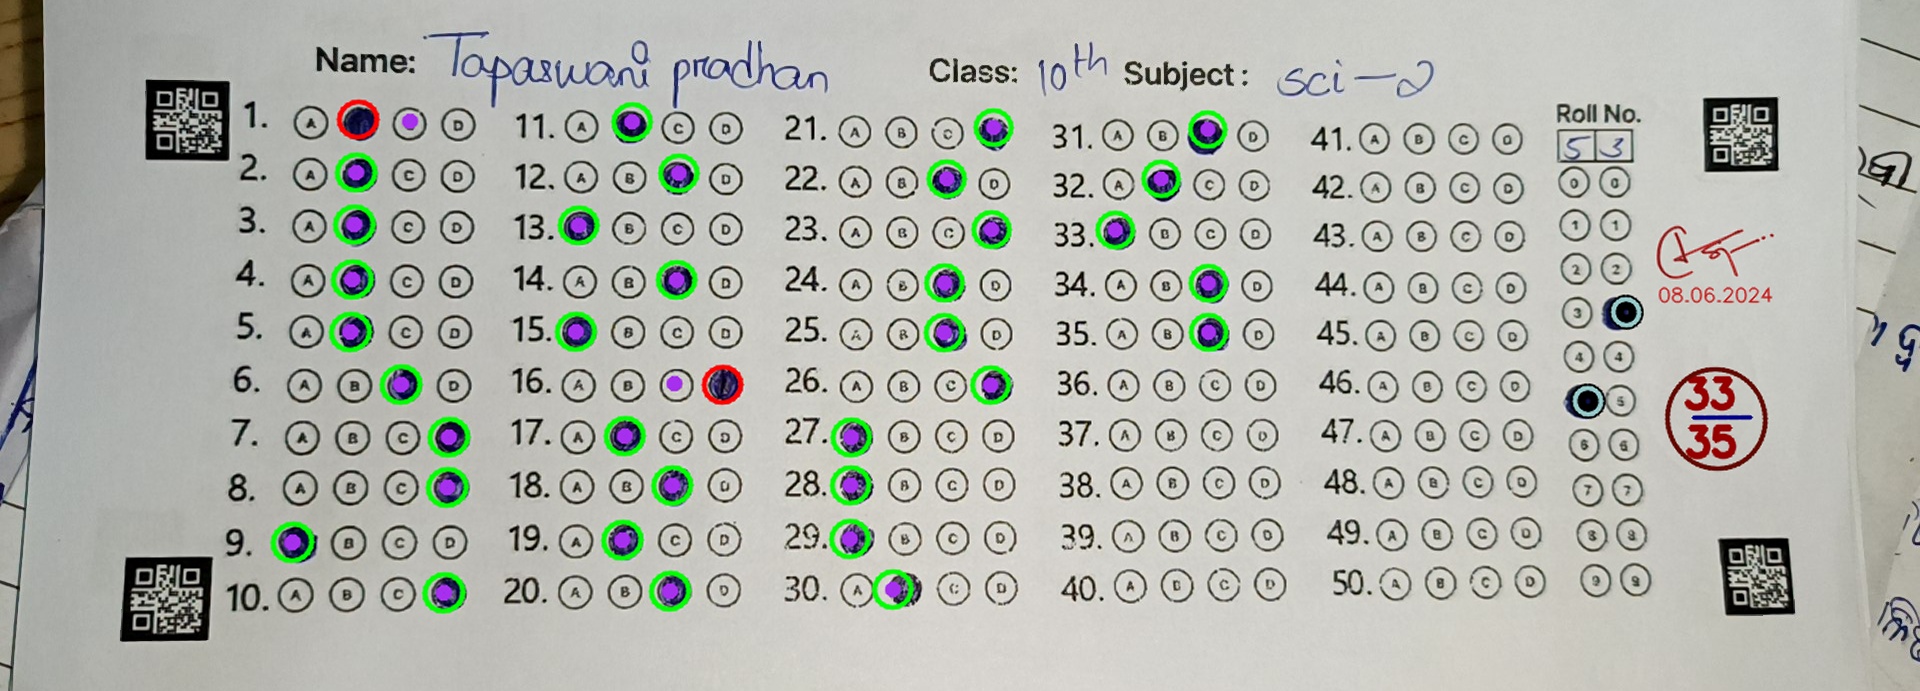 Name: Tapaswani pradhan Class: 10th Subject: sci-2
Roll No.
5 3
1. A D 11. A C D 21. A B C 31. A B D 41. A B C D
2. A C D 12. A B D 22. A B D 32. A C D 42. A B C D
3. A C D 13. B C D 23. A B C 33. B C D 43. A B C D
4. A C D 14. A B D 24. A B D 34. A B D 44. A B C D
5. A C D 15. B C D 25. A B D 35. A B D 45. A B C D
6. A B D 16. A B 26. A B C 36. A B C D 46. A B C D
7. A B C 17. A C D 27. B C D 37. A B C D 47. A B C D
8. A B C 18. A B D 28. B C D 38. A B C D 48. A B C D
9. B C D 19. A C D 29. B C D 39. A B C D 49. A B C D
10. A B C 20. A B D 30. A C D 40. A B C D 50. A B C D
0 0
1 1
2 2
3
4 4
5
6 6
7 7
8 8
9 9
08.06.2024
33
35